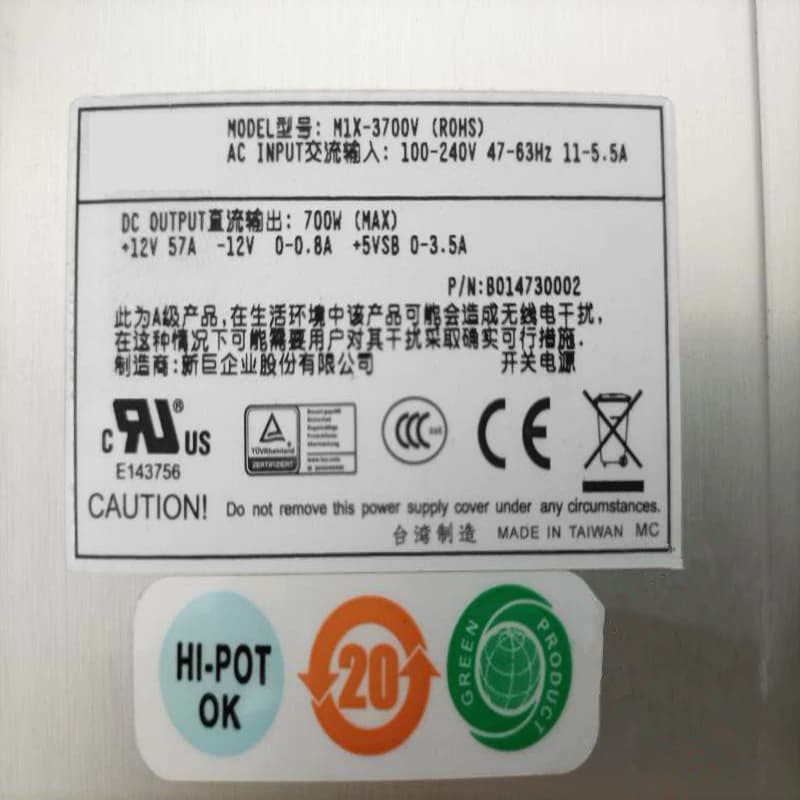 MODEL型号: M1X-3700V (ROHS)
AC INPUT交流输入: 100-240V 47-63Hz 11-5.5A
DC OUTPUT直流输出: 700W (MAX)
+12V 57A -12V 0-0.8A +5VSB 0-3.5A
P/N:B014730002
此为A级产品,在生活环境中该产品可能会造成无线电干扰,
在这种情况下可能需要用户对其干扰采取确实可行措施.
制造商:新巨企业股份有限公司 开关电源
C RU ® US
E143756
TÜVRheinland
ZERTIFIZIERT
CCC
CE
CAUTION! Do not remove this power supply cover under any circumstances.
台湾制造 MADE IN TAIWAN MC
HI-POT
OK
20
GREEN PRODUCT